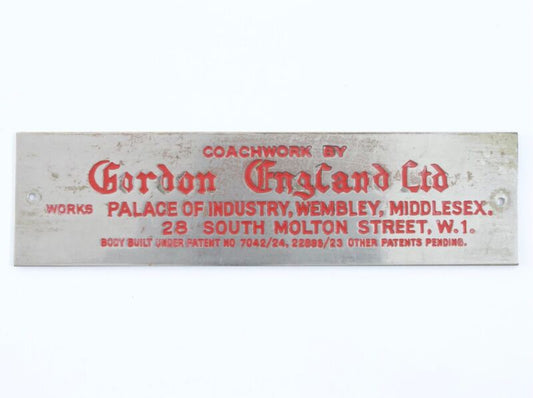 COACHWORK BY
Gordon England Ltd
WORKS PALACE OF INDUSTRY, WEMBLEY, MIDDLESEX.
28 SOUTH MOLTON STREET, W.1.
BODY BUILT UNDER PATENT NO 7042/24, 22885/23 OTHER PATENTS PENDING.